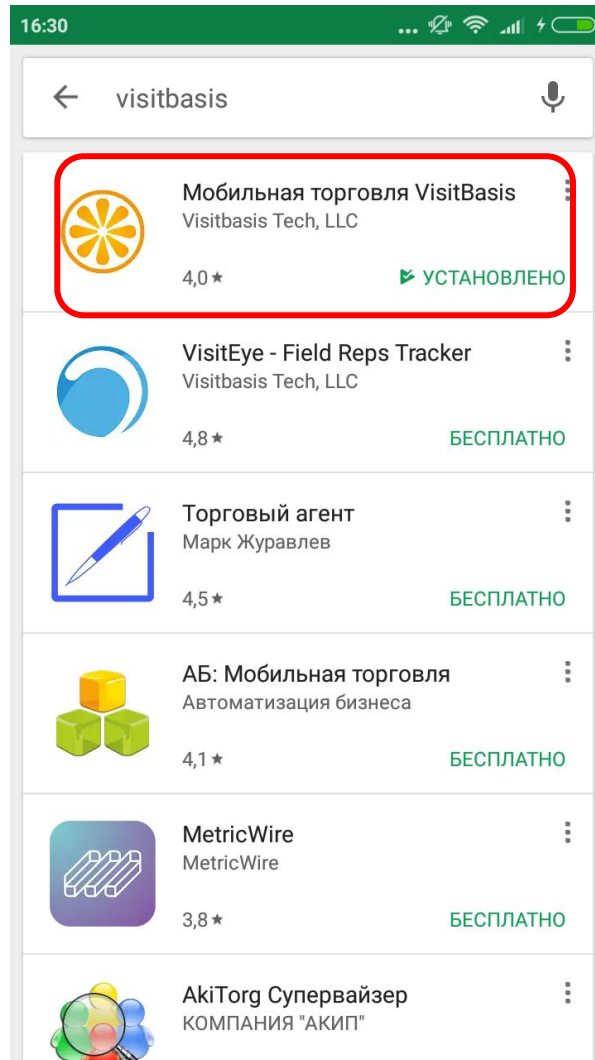 16:30
visitbasis
Мобильная торговля VisitBasis
Visitbasis Tech, LLC
4,0★ УСТАНОВЛЕНО
VisitEye - Field Reps Tracker
Visitbasis Tech, LLC
4,8★ БЕСПЛАТНО
Торговый агент
Марк Журавлев
4,5★ БЕСПЛАТНО
АБ: Мобильная торговля
Автоматизация бизнеса
4,1★ БЕСПЛАТНО
MetricWire
MetricWire
3,8★ БЕСПЛАТНО
AkiTorg Супервайзер
КОМПАНИЯ "АКИП"